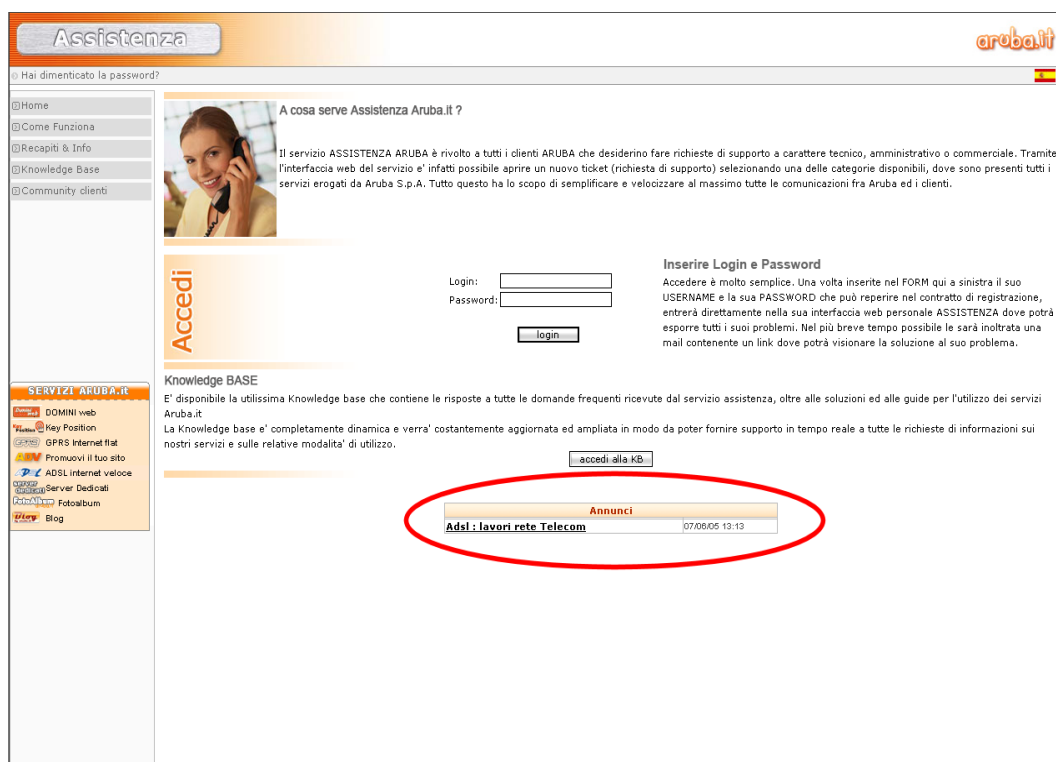 Assistenza
aruba.it
Hai dimenticato la password?
Home
Come Funziona
Recapiti & Info
Knowledge Base
Community clienti
A cosa serve Assistenza Aruba.it ?
Il servizio ASSISTENZA ARUBA è rivolto a tutti i clienti ARUBA che desiderino fare richieste di supporto a carattere tecnico, amministrativo o commerciale. Tramite
l'interfaccia web del servizio e' infatti possibile aprire un nuovo ticket (richiesta di supporto) selezionando una delle categorie disponibili, dove sono presenti tutti i
servizi erogati da Aruba S.p.A. Tutto questo ha lo scopo di semplificare e velocizzare al massimo tutte le comunicazioni fra Aruba ed i clienti.
Accedi
Login:
Password:
login
Inserire Login e Password
Accedere è molto semplice. Una volta inserite nel FORM qui a sinistra il suo
USERNAME e la sua PASSWORD che può reperire nel contratto di registrazione,
entrerà direttamente nella sua interfaccia web personale ASSISTENZA dove potrà
esporre tutti i suoi problemi. Nel più breve tempo possibile le sarà inoltrata una
mail contenente un link dove potrà visionare la soluzione al suo problema.
Knowledge BASE
E' disponibile la utilissima Knowledge base che contiene le risposte a tutte le domande frequenti ricevute dal servizio assistenza, oltre alle soluzioni ed alle guide per l'utilizzo dei servizi
Aruba.it
La Knowledge base e' completamente dinamica e verra' costantemente aggiornata ed ampliata in modo da poter fornire supporto in tempo reale a tutte le richieste di informazioni sui
nostri servizi e sulle relative modalita' di utilizzo.
accedi alla KB
SERVIZI ARUBA.it
DOMINI web
Key Position
GPRS Internet flat
Promuovi il tuo sito
ADSL internet veloce
Server Dedicati
Fotoalbum
Blog
Annunci
Adsl : lavori rete Telecom 07/06/05 13:13